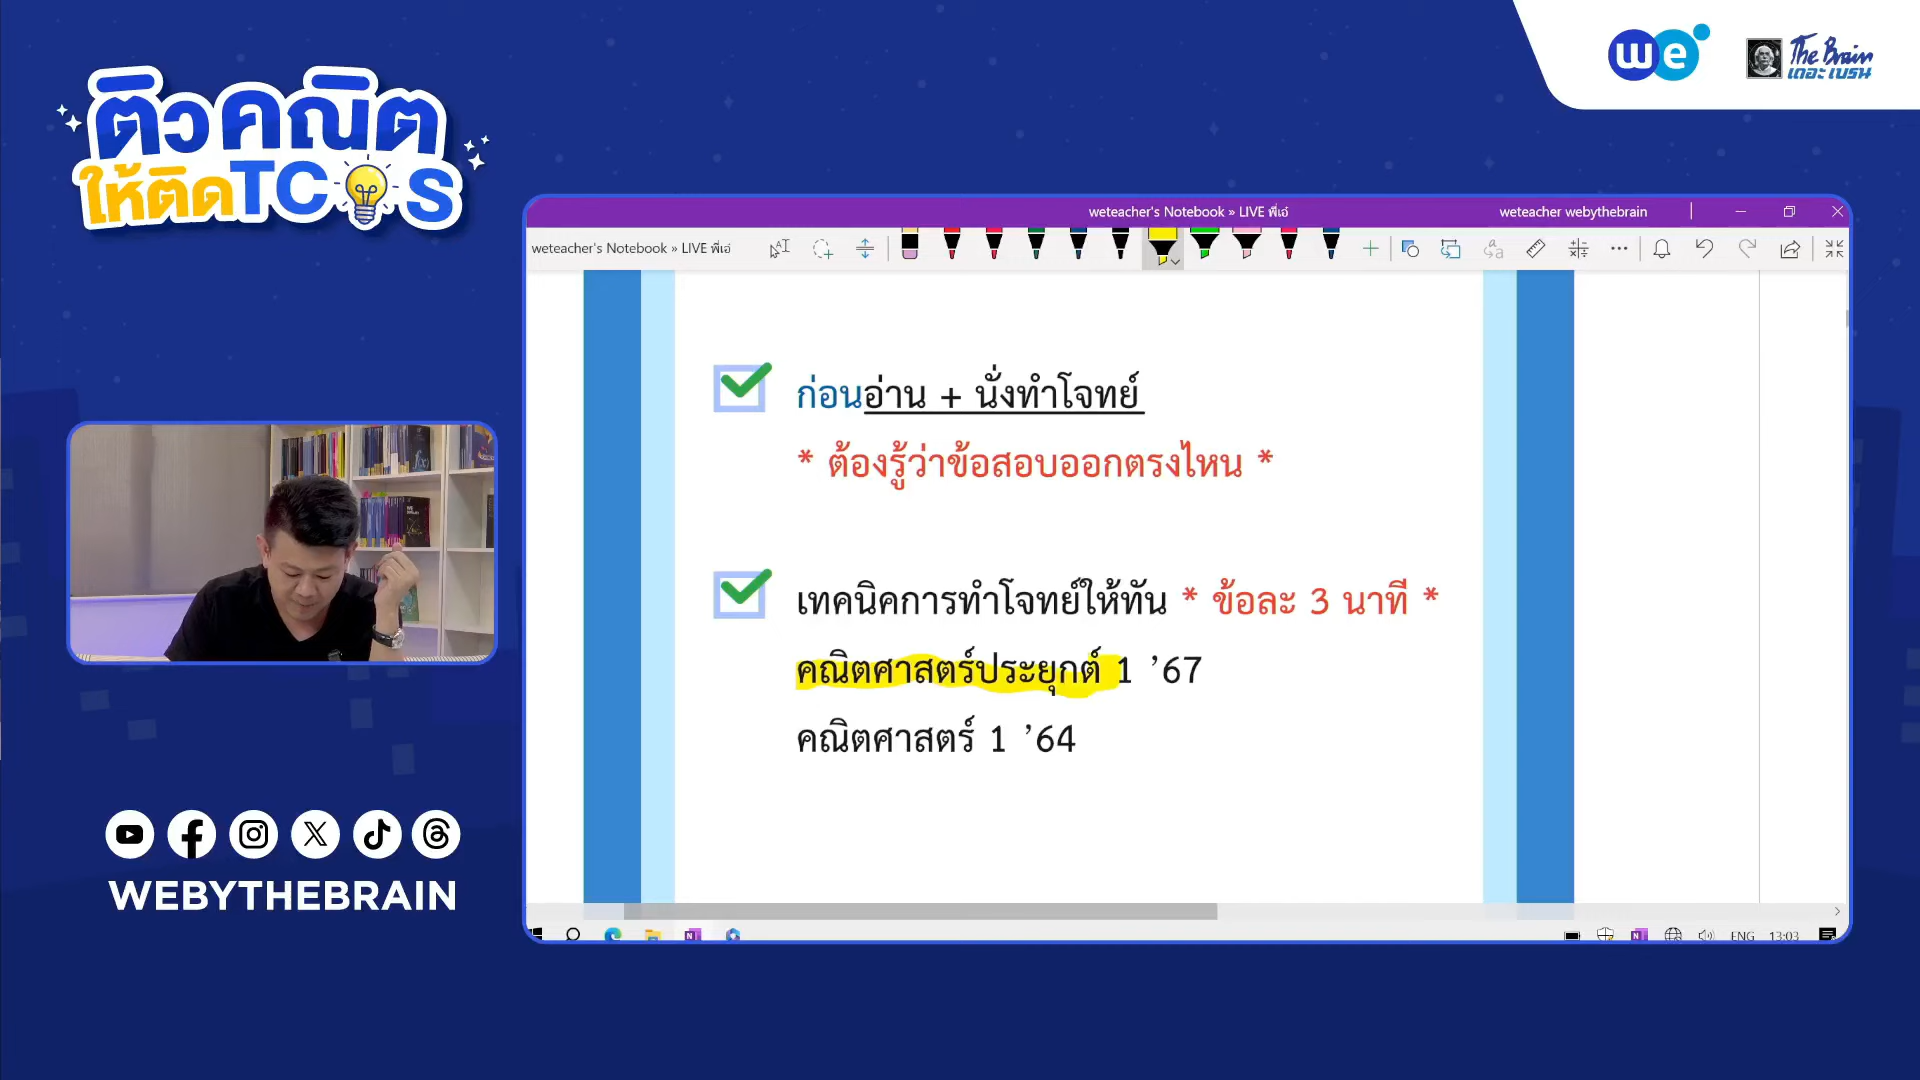 ติวคณิต
ให้ติด TCAS
we
The Brain
เดอะเบรน
weteacher's Notebook » LIVE พี่เอ๋
weteacher webythebrain
weteacher's Notebook » LIVE พี่เอ๋
ก่อนอ่าน + นั่งทำโจทย์
* ต้องรู้ว่าข้อสอบออกตรงไหน *
เทคนิคการทำโจทย์ให้ทัน * ข้อละ 3 นาที *
คณิตศาสตร์ประยุกต์ 1 ’67
คณิตศาสตร์ 1 ’64
WEBYTHEBRAIN
ENG 13:03